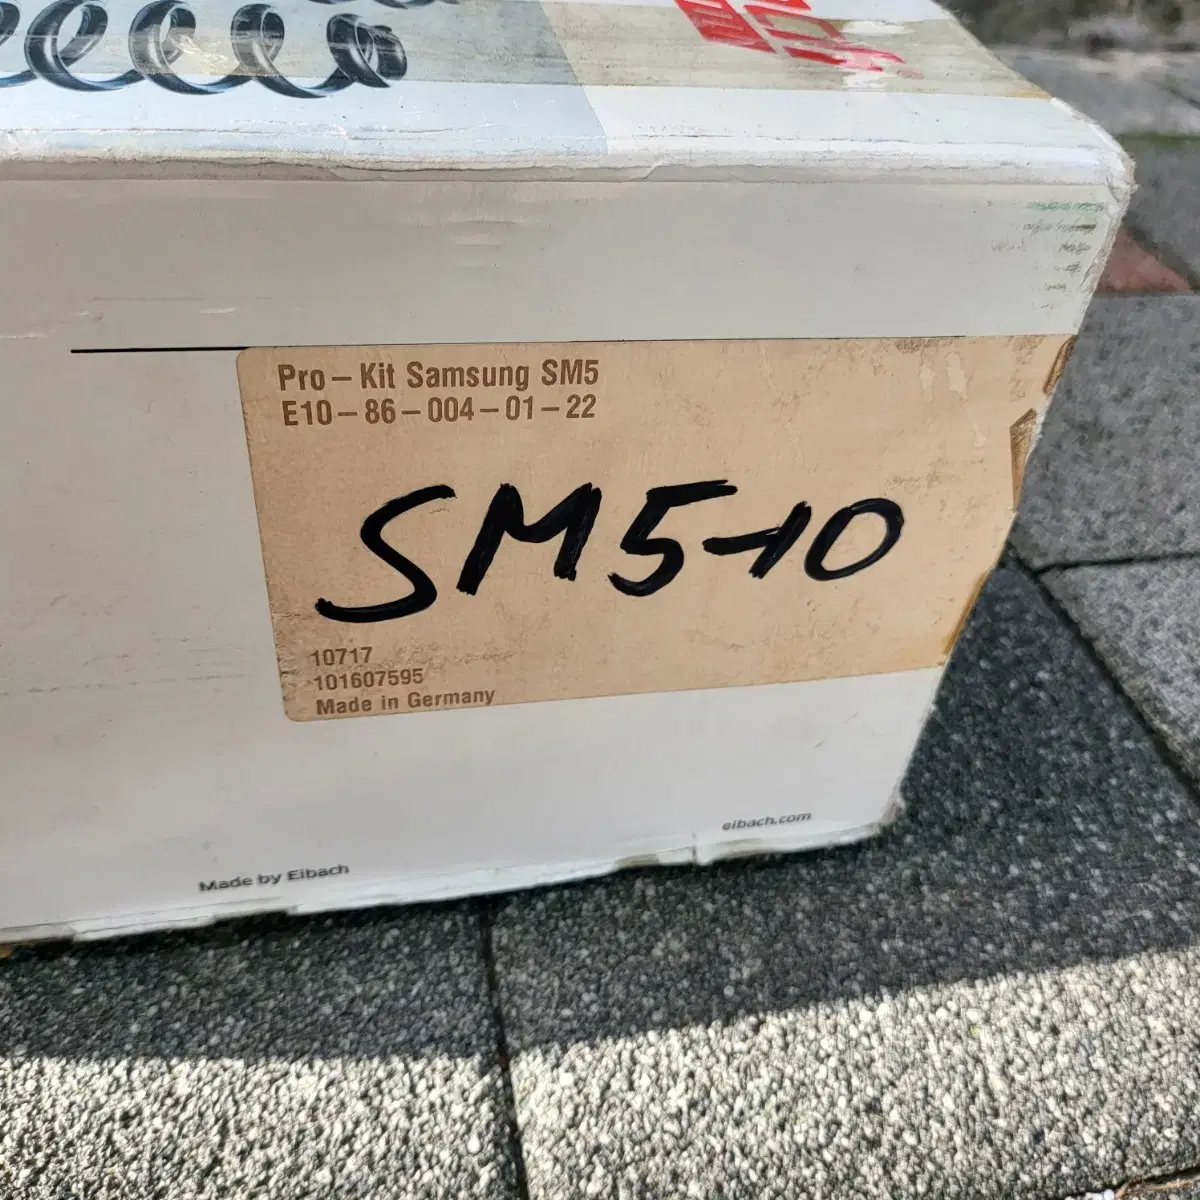 Pro – Kit Samsung SM5
E10 – 86 – 004 – 01 – 22
SM5-10
10717
101607595
Made in Germany
eibach.com
Made by Eibach